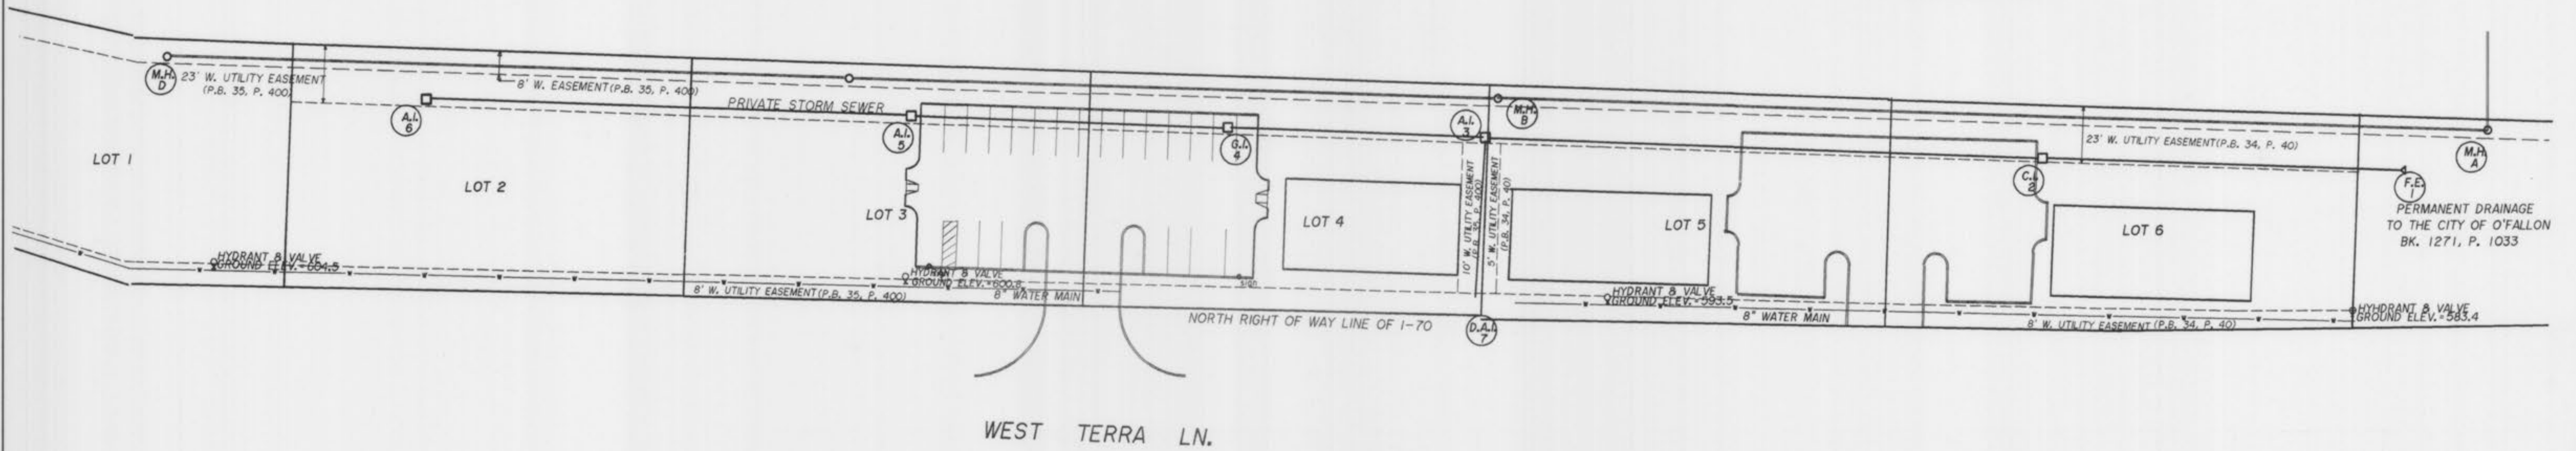 M.H.
D
23' W. UTILITY EASEMENT
(P.B. 35, P. 400)
8' W. EASEMENT(P.B. 35, P. 400)
PRIVATE STORM SEWER
A.I.
6
A.I.
5
G.I.
4
A.I.
3
M.H.
B
23' W. UTILITY EASEMENT(P.B. 34, P. 40)
M.H.
A
C.I.
2
F.E.
1
PERMANENT DRAINAGE
TO THE CITY OF O'FALLON
BK. 1271, P. 1033
LOT 1
LOT 2
LOT 3
LOT 4
10' W. UTILITY EASEMENT
(P.B. 35, P. 400)
5' W. UTILITY EASEMENT
(P.B. 34, P. 40)
LOT 5
LOT 6
HYDRANT & VALVE
GROUND ELEV.=604.5
HYDRANT & VALVE
GROUND ELEV.=600.8
sign
8' W. UTILITY EASEMENT(P.B. 35, P. 400)
8" WATER MAIN
HYDRANT & VALVE
GROUND ELEV.=593.5
8" WATER MAIN
8' W. UTILITY EASEMENT (P.B. 34, P. 40)
HYHDRANT & VALVE
GROUND ELEV.=583.4
NORTH RIGHT OF WAY LINE OF I-70
D.A.I.
7
WEST TERRA LN.